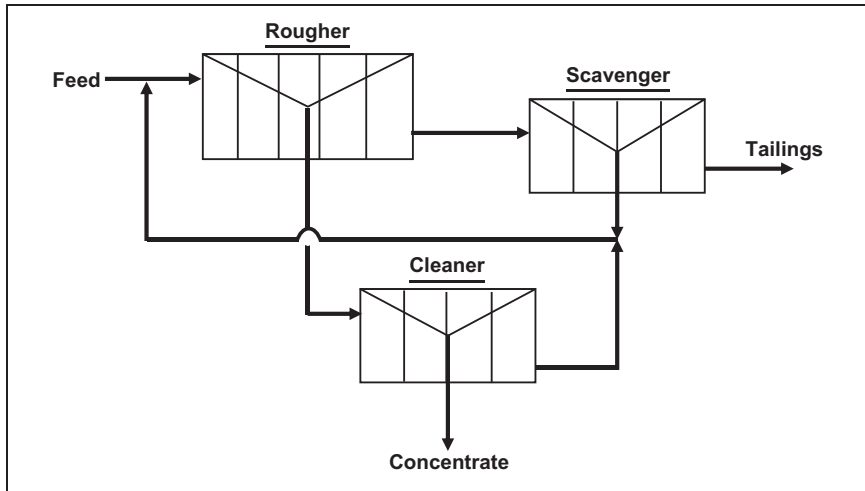 Rougher
Feed
Scavenger
Tailings
Cleaner
Concentrate